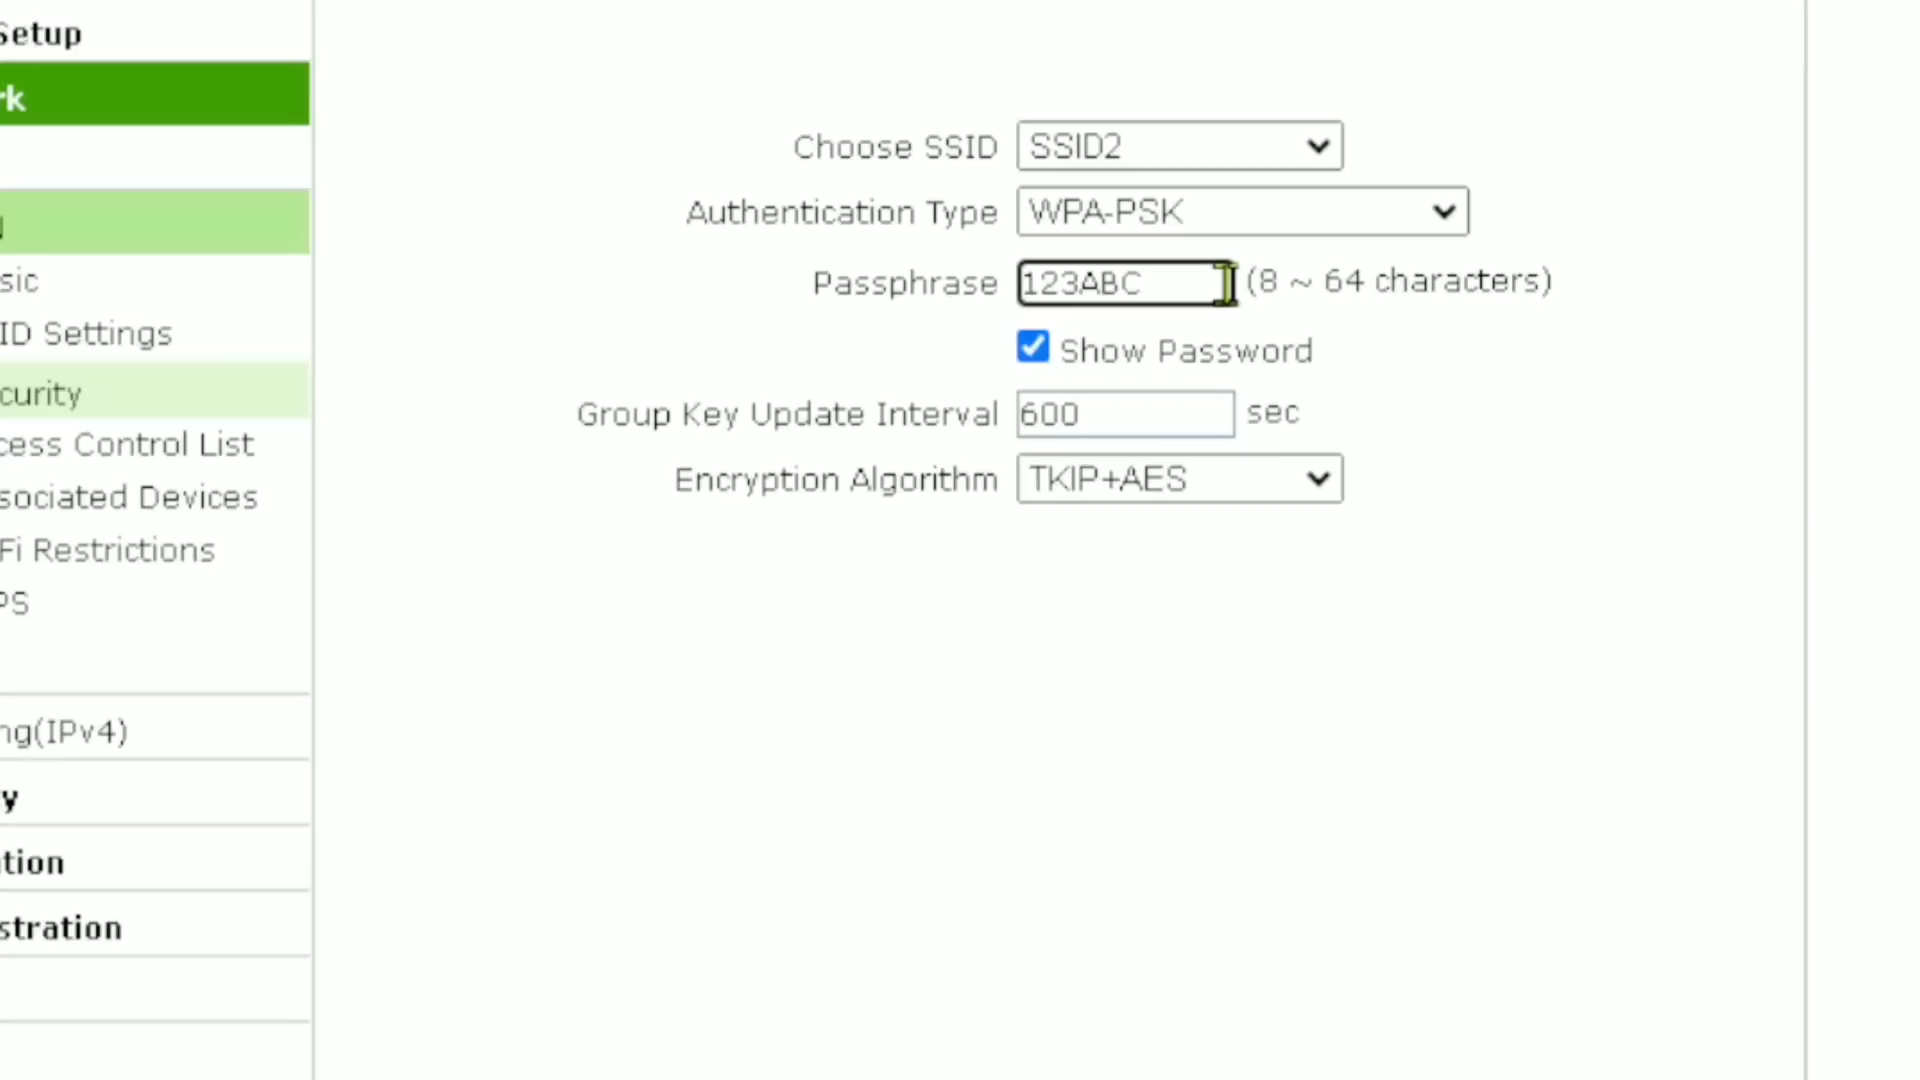 Setup
rk
sic
ID Settings
curity
cess Control List
sociated Devices
Fi Restrictions
PS
ng(IPv4)
y
ation
stration
Choose SSID SSID2
Authentication Type WPA-PSK
Passphrase 123ABC (8 ~ 64 characters)
Show Password
Group Key Update Interval 600 sec
Encryption Algorithm TKIP+AES